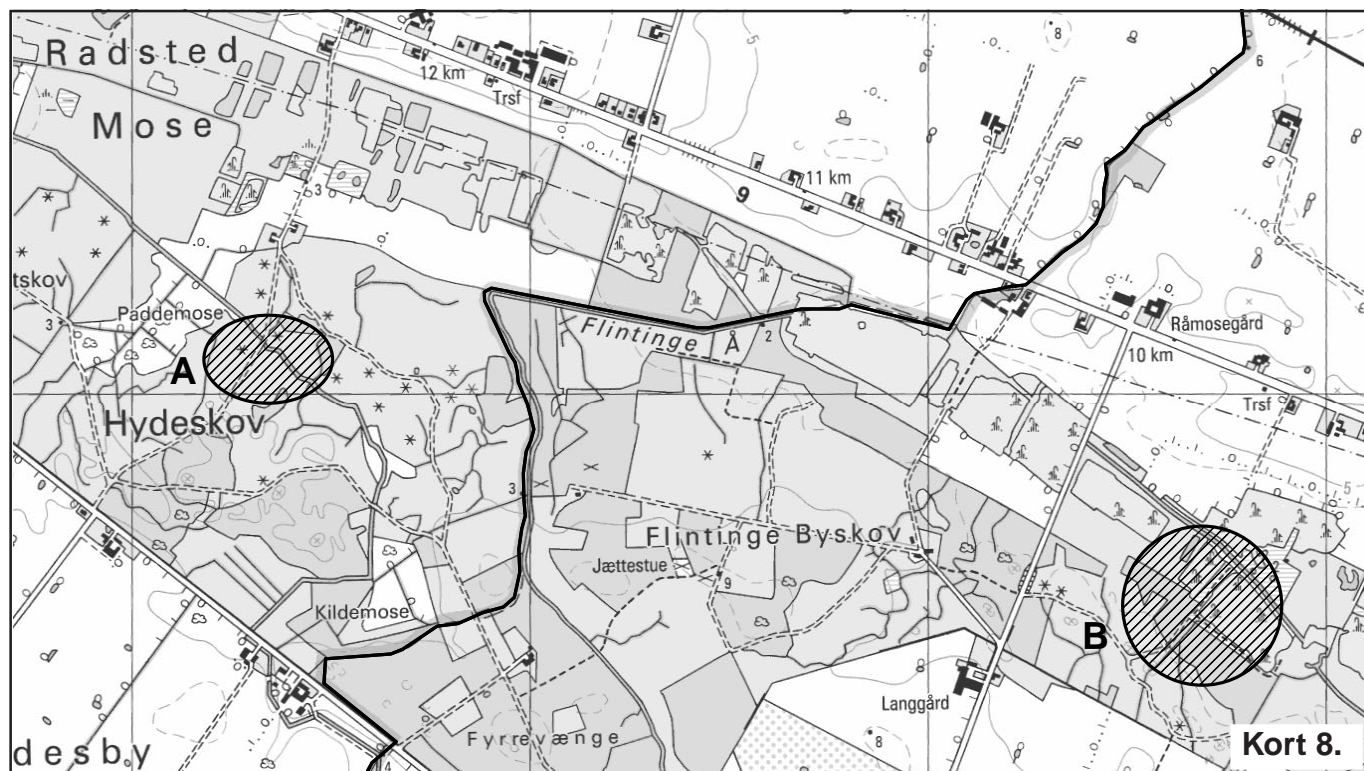 Radsted
Mose
12 km
Trsf
5
8
6
3
11 km
9
tskov
3
Paddemose
A
Flintinge Å
2
Råmosegård
10 km
Trsf
Hydeskov
3
Flintinge Byskov
Jættestue
9
Kildemose
B
Langgård
Fyrrevænge
8
desby
4
Kort 8.